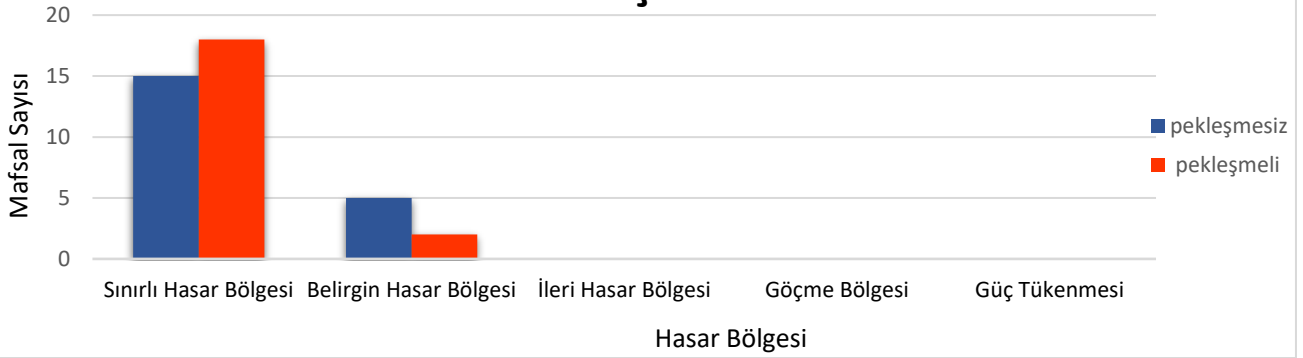 20
15
10
5
0
Mafsal Sayısı
Sınırlı Hasar Bölgesi Belirgin Hasar Bölgesi İleri Hasar Bölgesi Göçme Bölgesi Güç Tükenmesi
Hasar Bölgesi
pekleşmesiz
pekleşmeli